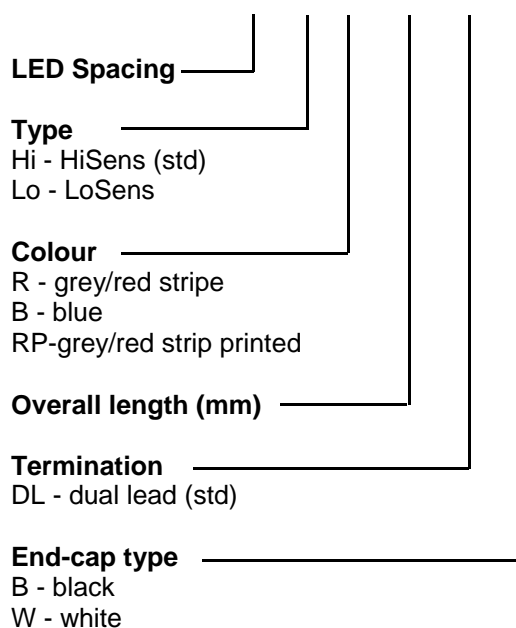 LED Spacing
Type
Hi - HiSens (std)
Lo - LoSens
Colour
R - grey/red stripe
B - blue
RP-grey/red strip printed
Overall length (mm)
Termination
DL - dual lead (std)
End-cap type
B - black
W - white